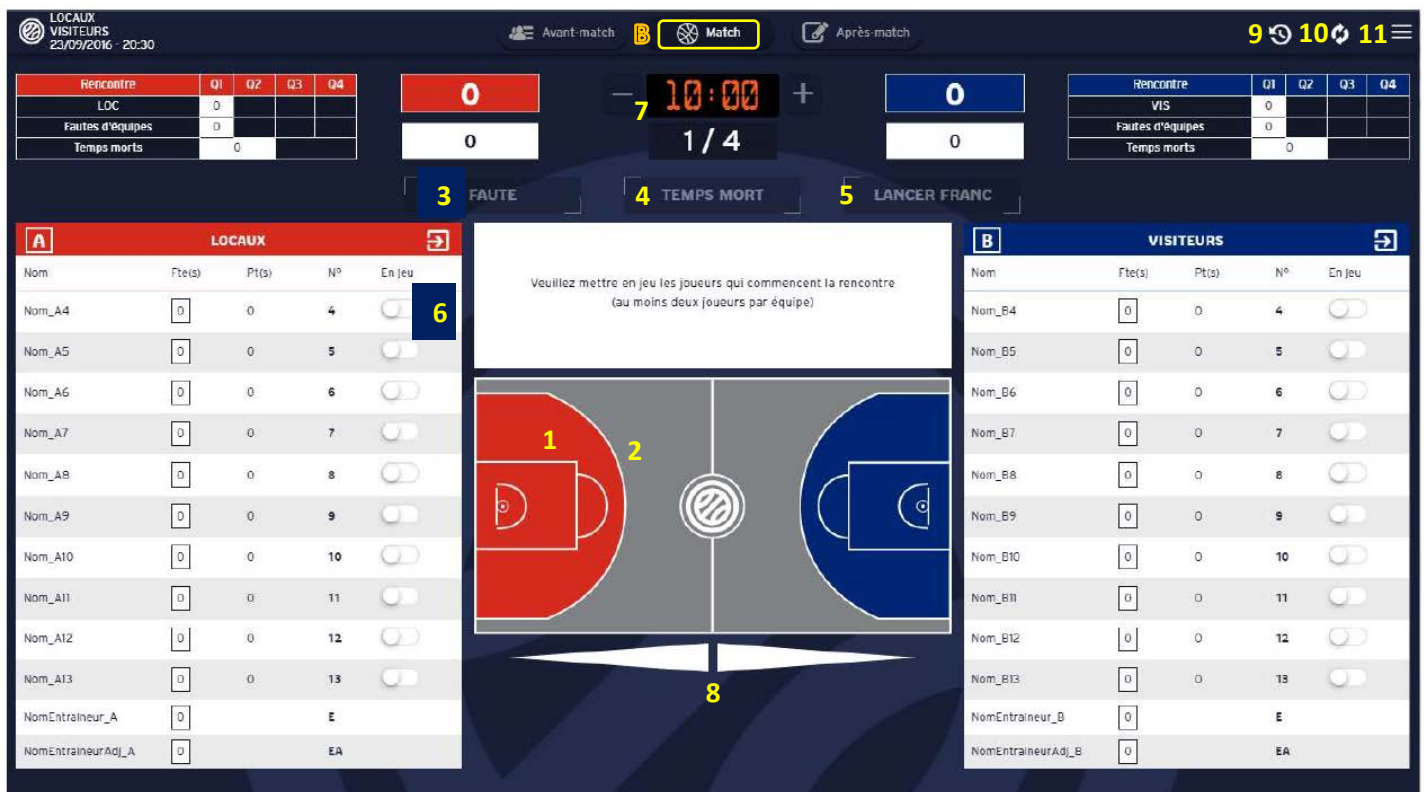 LOCAUX
VISITEURS
23/09/2016 - 20:30
Avant-match B Match Après-match
9 10 11
Rencontre Q1 Q2 Q3 Q4
LOC 0
Fautes d'équipes 0
Temps morts 0
0
0
7 − 10:00 +
1 / 4
0
0
Rencontre Q1 Q2 Q3 Q4
VIS 0
Fautes d'équipes 0
Temps morts 0
3 FAUTE 4 TEMPS MORT 5 LANCER FRANC
A LOCAUX
Nom Fte(s) Pt(s) N° En jeu
Nom_A4 0 0 4 6
Nom_A5 0 0 5
Nom_A6 0 0 6
Nom_A7 0 0 7
Nom_A8 0 0 8
Nom_A9 0 0 9
Nom_A10 0 0 10
Nom_A11 0 0 11
Nom_A12 0 0 12
Nom_A13 0 0 13
NomEntraineur_A 0 E
NomEntraineurAdj_A 0 EA
Veuillez mettre en jeu les joueurs qui commencent la rencontre
(au moins deux joueurs par équipe)
1 2
8
B VISITEURS
Nom Fte(s) Pt(s) N° En jeu
Nom_B4 0 0 4
Nom_B5 0 0 5
Nom_B6 0 0 6
Nom_B7 0 0 7
Nom_B8 0 0 8
Nom_B9 0 0 9
Nom_B10 0 0 10
Nom_B11 0 0 11
Nom_B12 0 0 12
Nom_B13 0 0 13
NomEntraineur_B 0 E
NomEntraineurAdj_B 0 EA